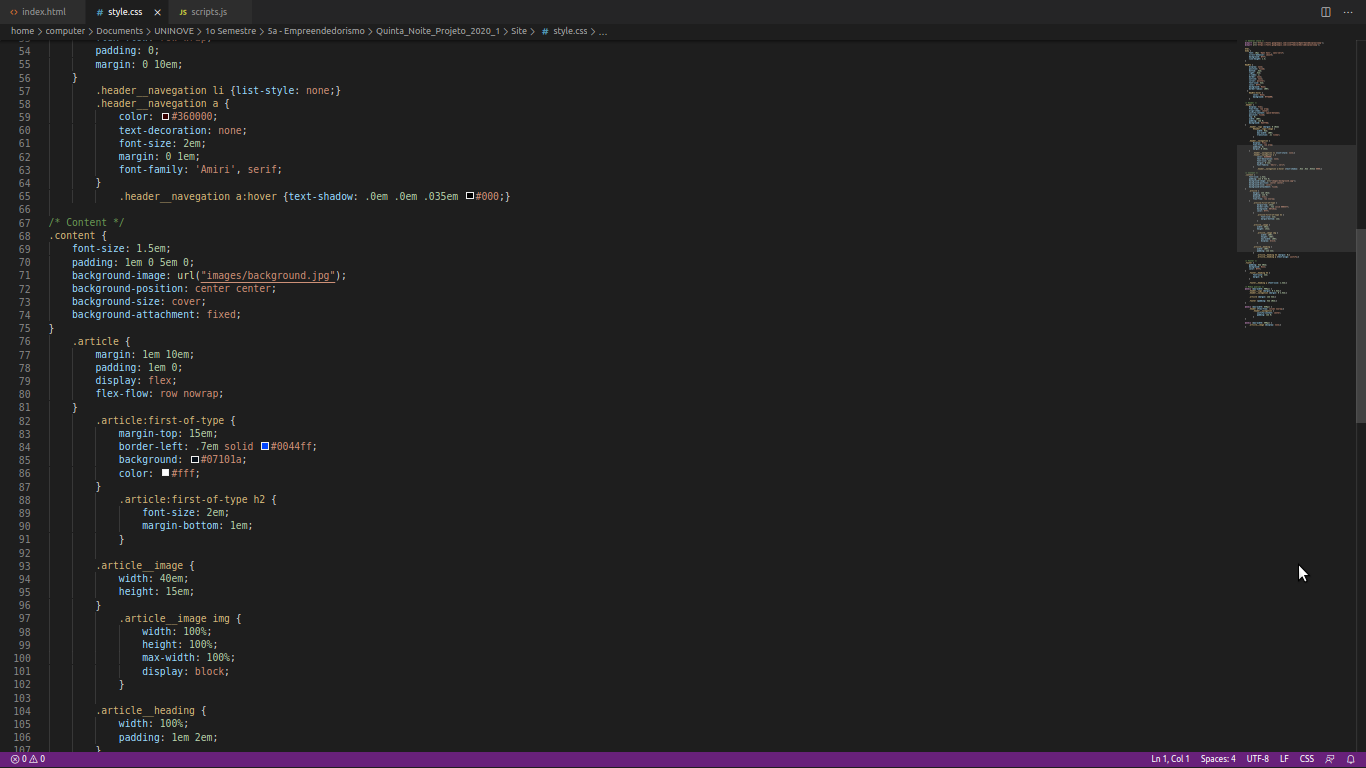 index.html
style.css
JS scripts.js
home > computer > Documents > UNINOVE > 1o Semestre > 5a - Empreendedorismo > Quinta_Noite_Projeto_2020_1 > Site > # style.css > ...
54 padding: 0;
55 margin: 0 10em;
56 }
57 .header__navegation li {list-style: none;}
58 .header__navegation a {
59 color: #360000;
60 text-decoration: none;
61 font-size: 2em;
62 margin: 0 1em;
63 font-family: 'Amiri', serif;
64 }
65 .header__navegation a:hover {text-shadow: .0em .0em .035em #000;}
66
67 /* Content */
68 .content {
69 font-size: 1.5em;
70 padding: 1em 0 5em 0;
71 background-image: url("images/background.jpg");
72 background-position: center center;
73 background-size: cover;
74 background-attachment: fixed;
75 }
76 .article {
77 margin: 1em 10em;
78 padding: 1em 0;
79 display: flex;
80 flex-flow: row nowrap;
81 }
82 .article:first-of-type {
83 margin-top: 15em;
84 border-left: .7em solid #0044ff;
85 background: #07101a;
86 color: #fff;
87 }
88 .article:first-of-type h2 {
89 font-size: 2em;
90 margin-bottom: 1em;
91 }
92
93 .article__image {
94 width: 40em;
95 height: 15em;
96 }
97 .article__image img {
98 width: 100%;
99 height: 100%;
100 max-width: 100%;
101 display: block;
102 }
103
104 .article__heading {
105 width: 100%;
106 padding: 1em 2em;
107 }
0 0 Ln 1, Col 1 Spaces: 4 UTF-8 LF CSS